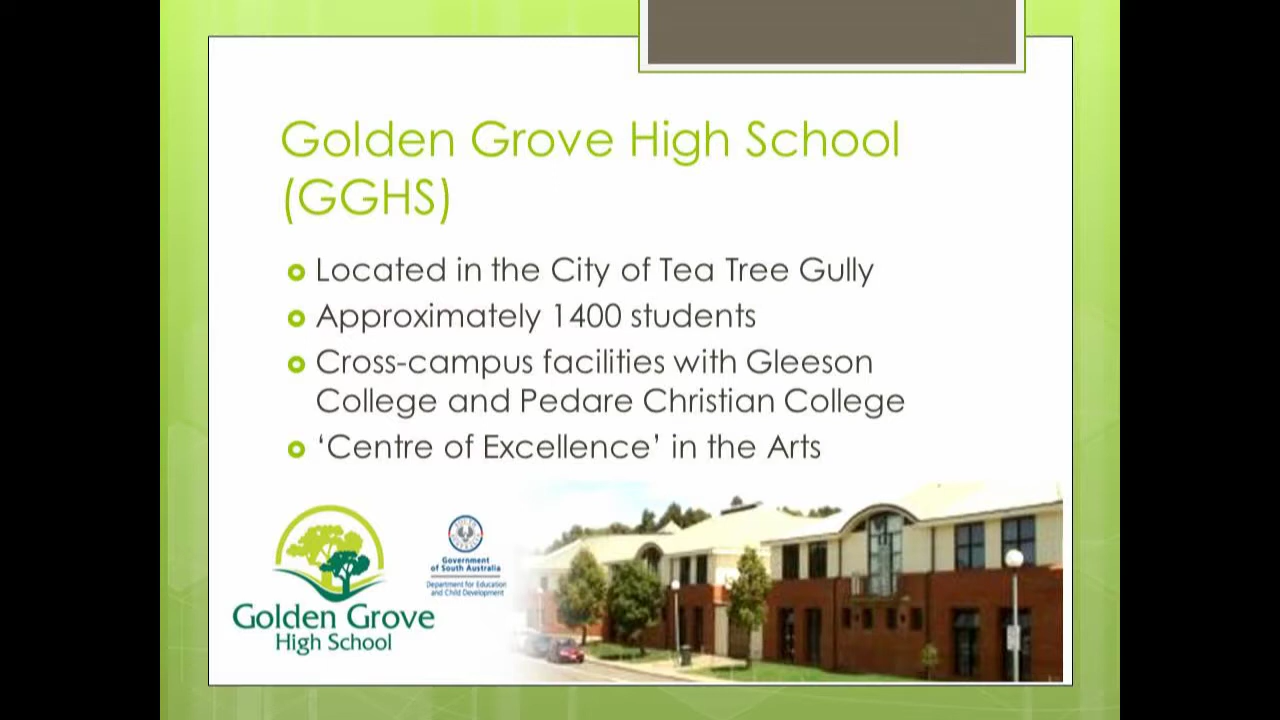 Golden Grove High School
(GGHS)
Located in the City of Tea Tree Gully
Approximately 1400 students
Cross-campus facilities with Gleeson
College and Pedare Christian College
‘Centre of Excellence’ in the Arts
Golden Grove
High School
Government
of South Australia
Department for Education
and Child Development